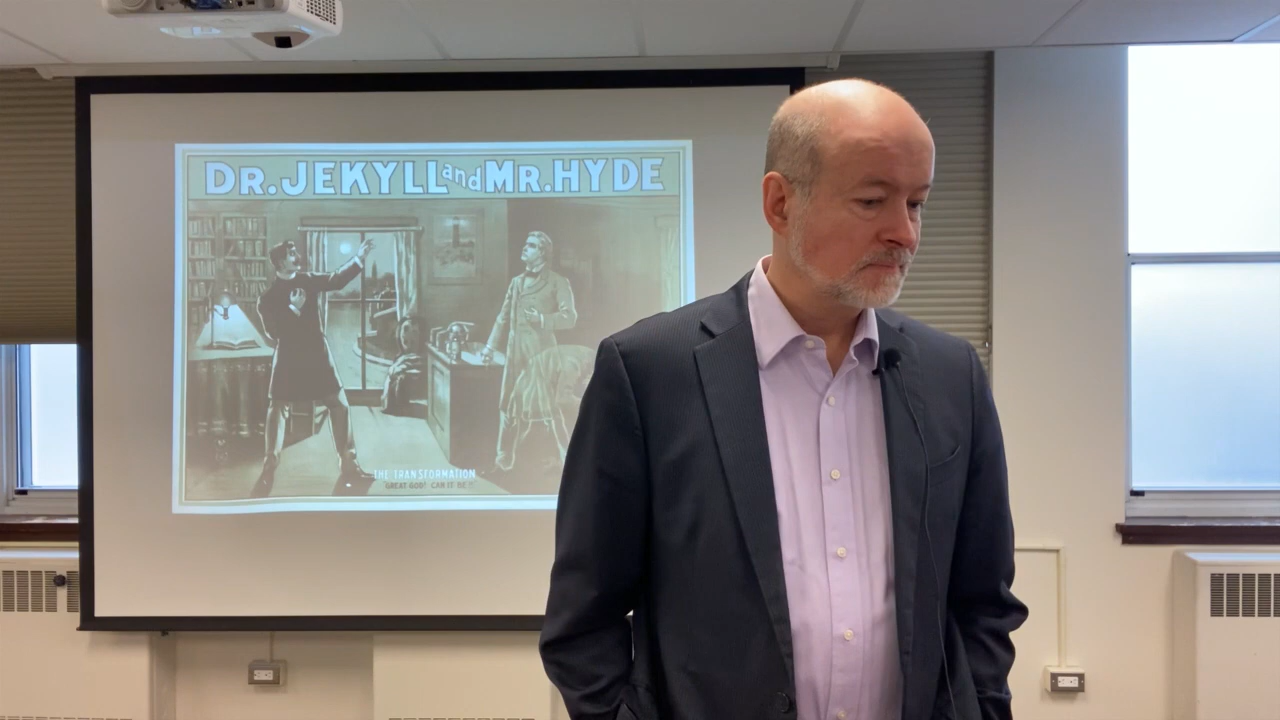 DR. JEKYLL and MR. HYDE
THE TRANSFORMATION
GREAT GOD! CAN IT BE!!